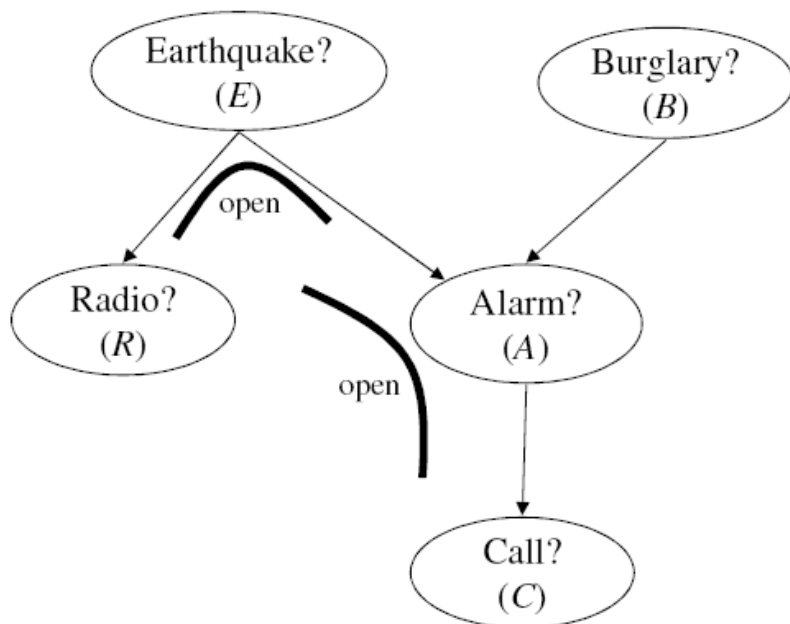 Earthquake?
(E)
Burglary?
(B)
open
Radio?
(R)
Alarm?
(A)
open
Call?
(C)